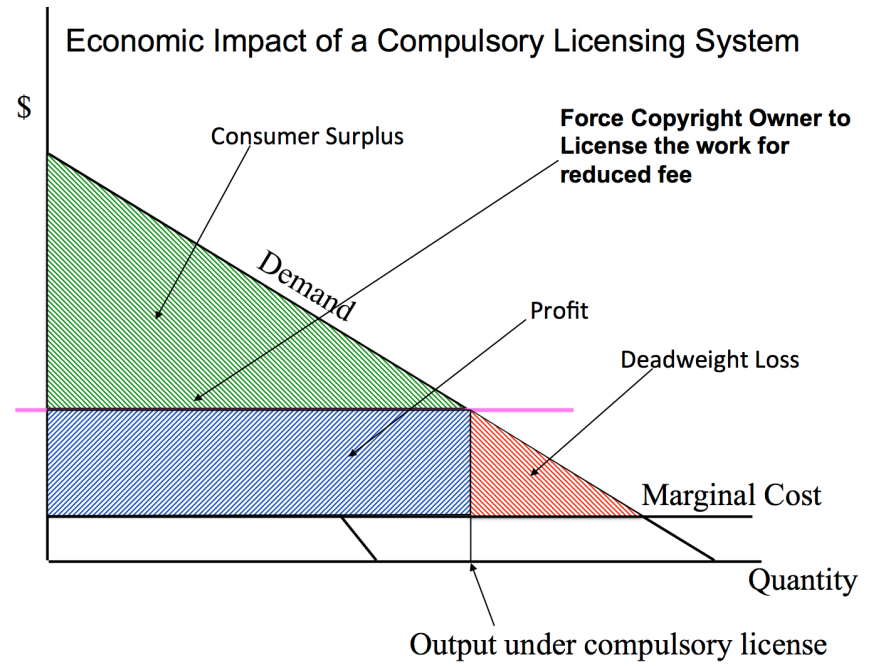 Economic Impact of a Compulsory Licensing System
$
Consumer Surplus
Force Copyright Owner to
License the work for
reduced fee
Demand
Profit
Deadweight Loss
Marginal Cost
Quantity
Output under compulsory license